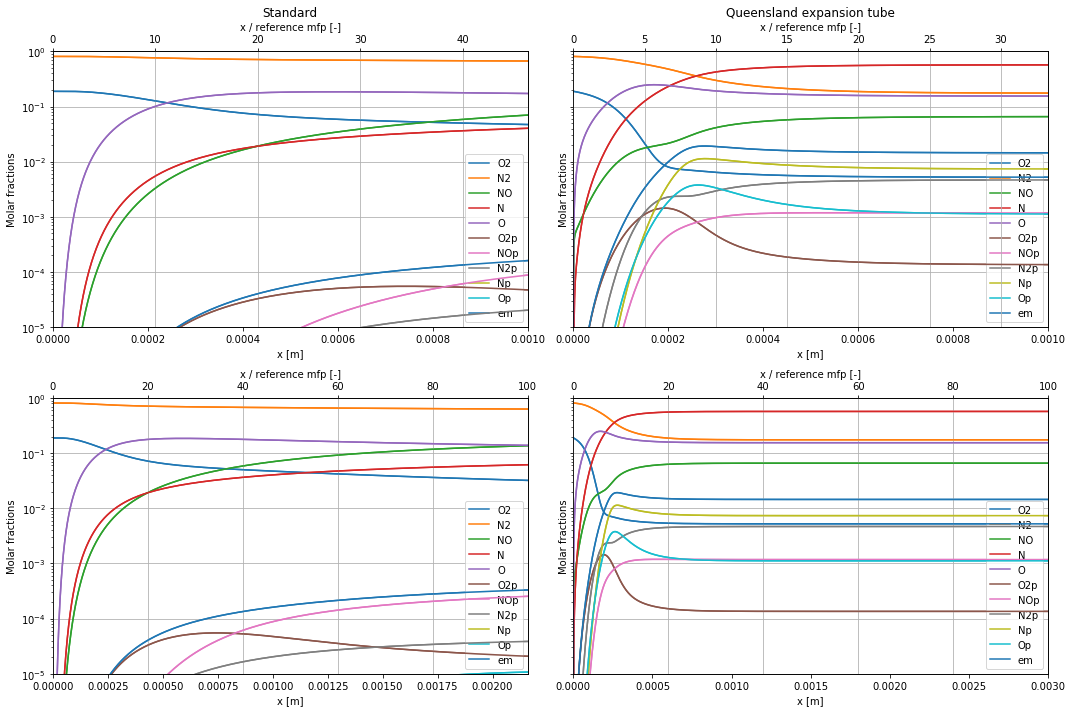 Standard
x / reference mfp [-]
0 10 20 30 40
10⁰
10⁻¹
10⁻²
10⁻³
10⁻⁴
10⁻⁵
Molar fractions
O2
N2
NO
N
O
O2p
NOp
N2p
Np
Op
em
0.0000 0.0002 0.0004 0.0006 0.0008 0.0010
x [m]
Queensland expansion tube
x / reference mfp [-]
0 5 10 15 20 25 30
Molar fractions
O2
N2
NO
N
O
O2p
NOp
N2p
Np
Op
em
0.0000 0.0002 0.0004 0.0006 0.0008 0.0010
x [m]
x / reference mfp [-]
0 20 40 60 80 100
10⁰
10⁻¹
10⁻²
10⁻³
10⁻⁴
10⁻⁵
Molar fractions
O2
N2
NO
N
O
O2p
NOp
N2p
Np
Op
em
0.00000 0.00025 0.00050 0.00075 0.00100 0.00125 0.00150 0.00175 0.00200
x [m]
x / reference mfp [-]
0 20 40 60 80 100
Molar fractions
O2
N2
NO
N
O
O2p
NOp
N2p
Np
Op
em
0.0000 0.0005 0.0010 0.0015 0.0020 0.0025 0.0030
x [m]